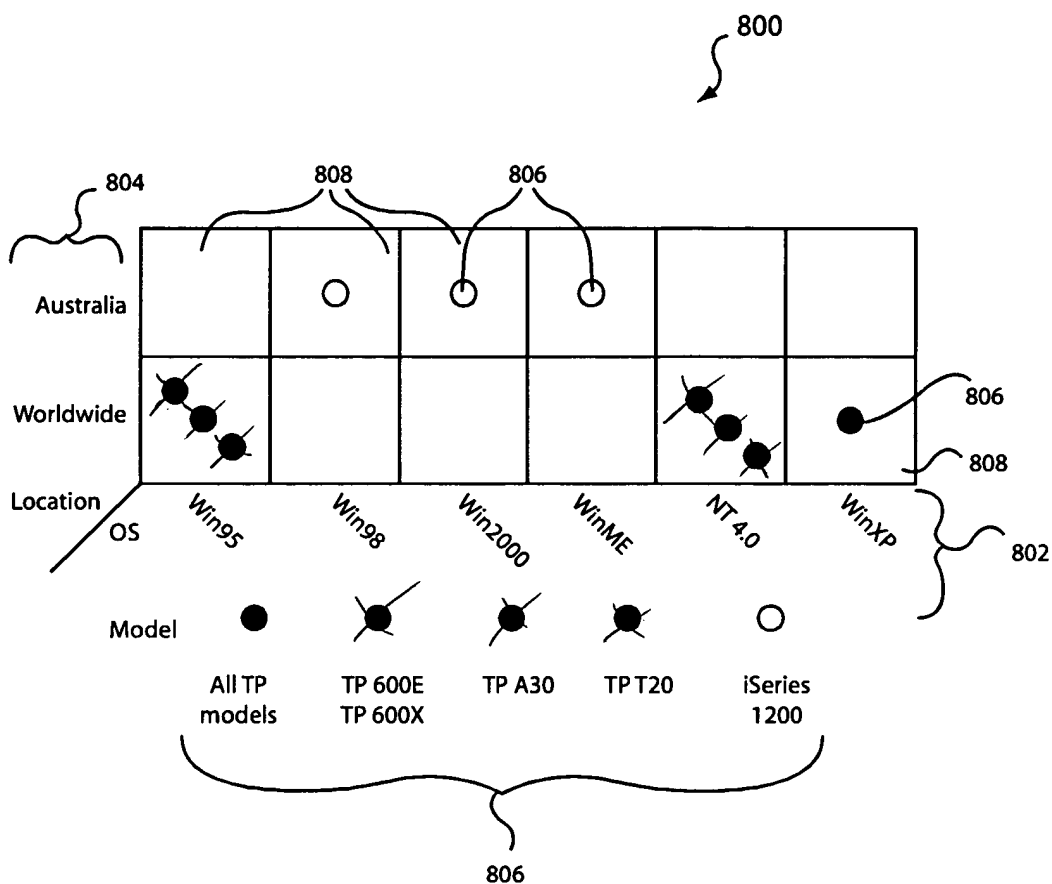 800
804
808
806
Australia
Worldwide
806
808
Location
OS
Win95
Win98
Win2000
WinME
NT 4.0
WinXP
802
Model
All TP
models
TP 600E
TP 600X
TP A30
TP T20
iSeries
1200
806